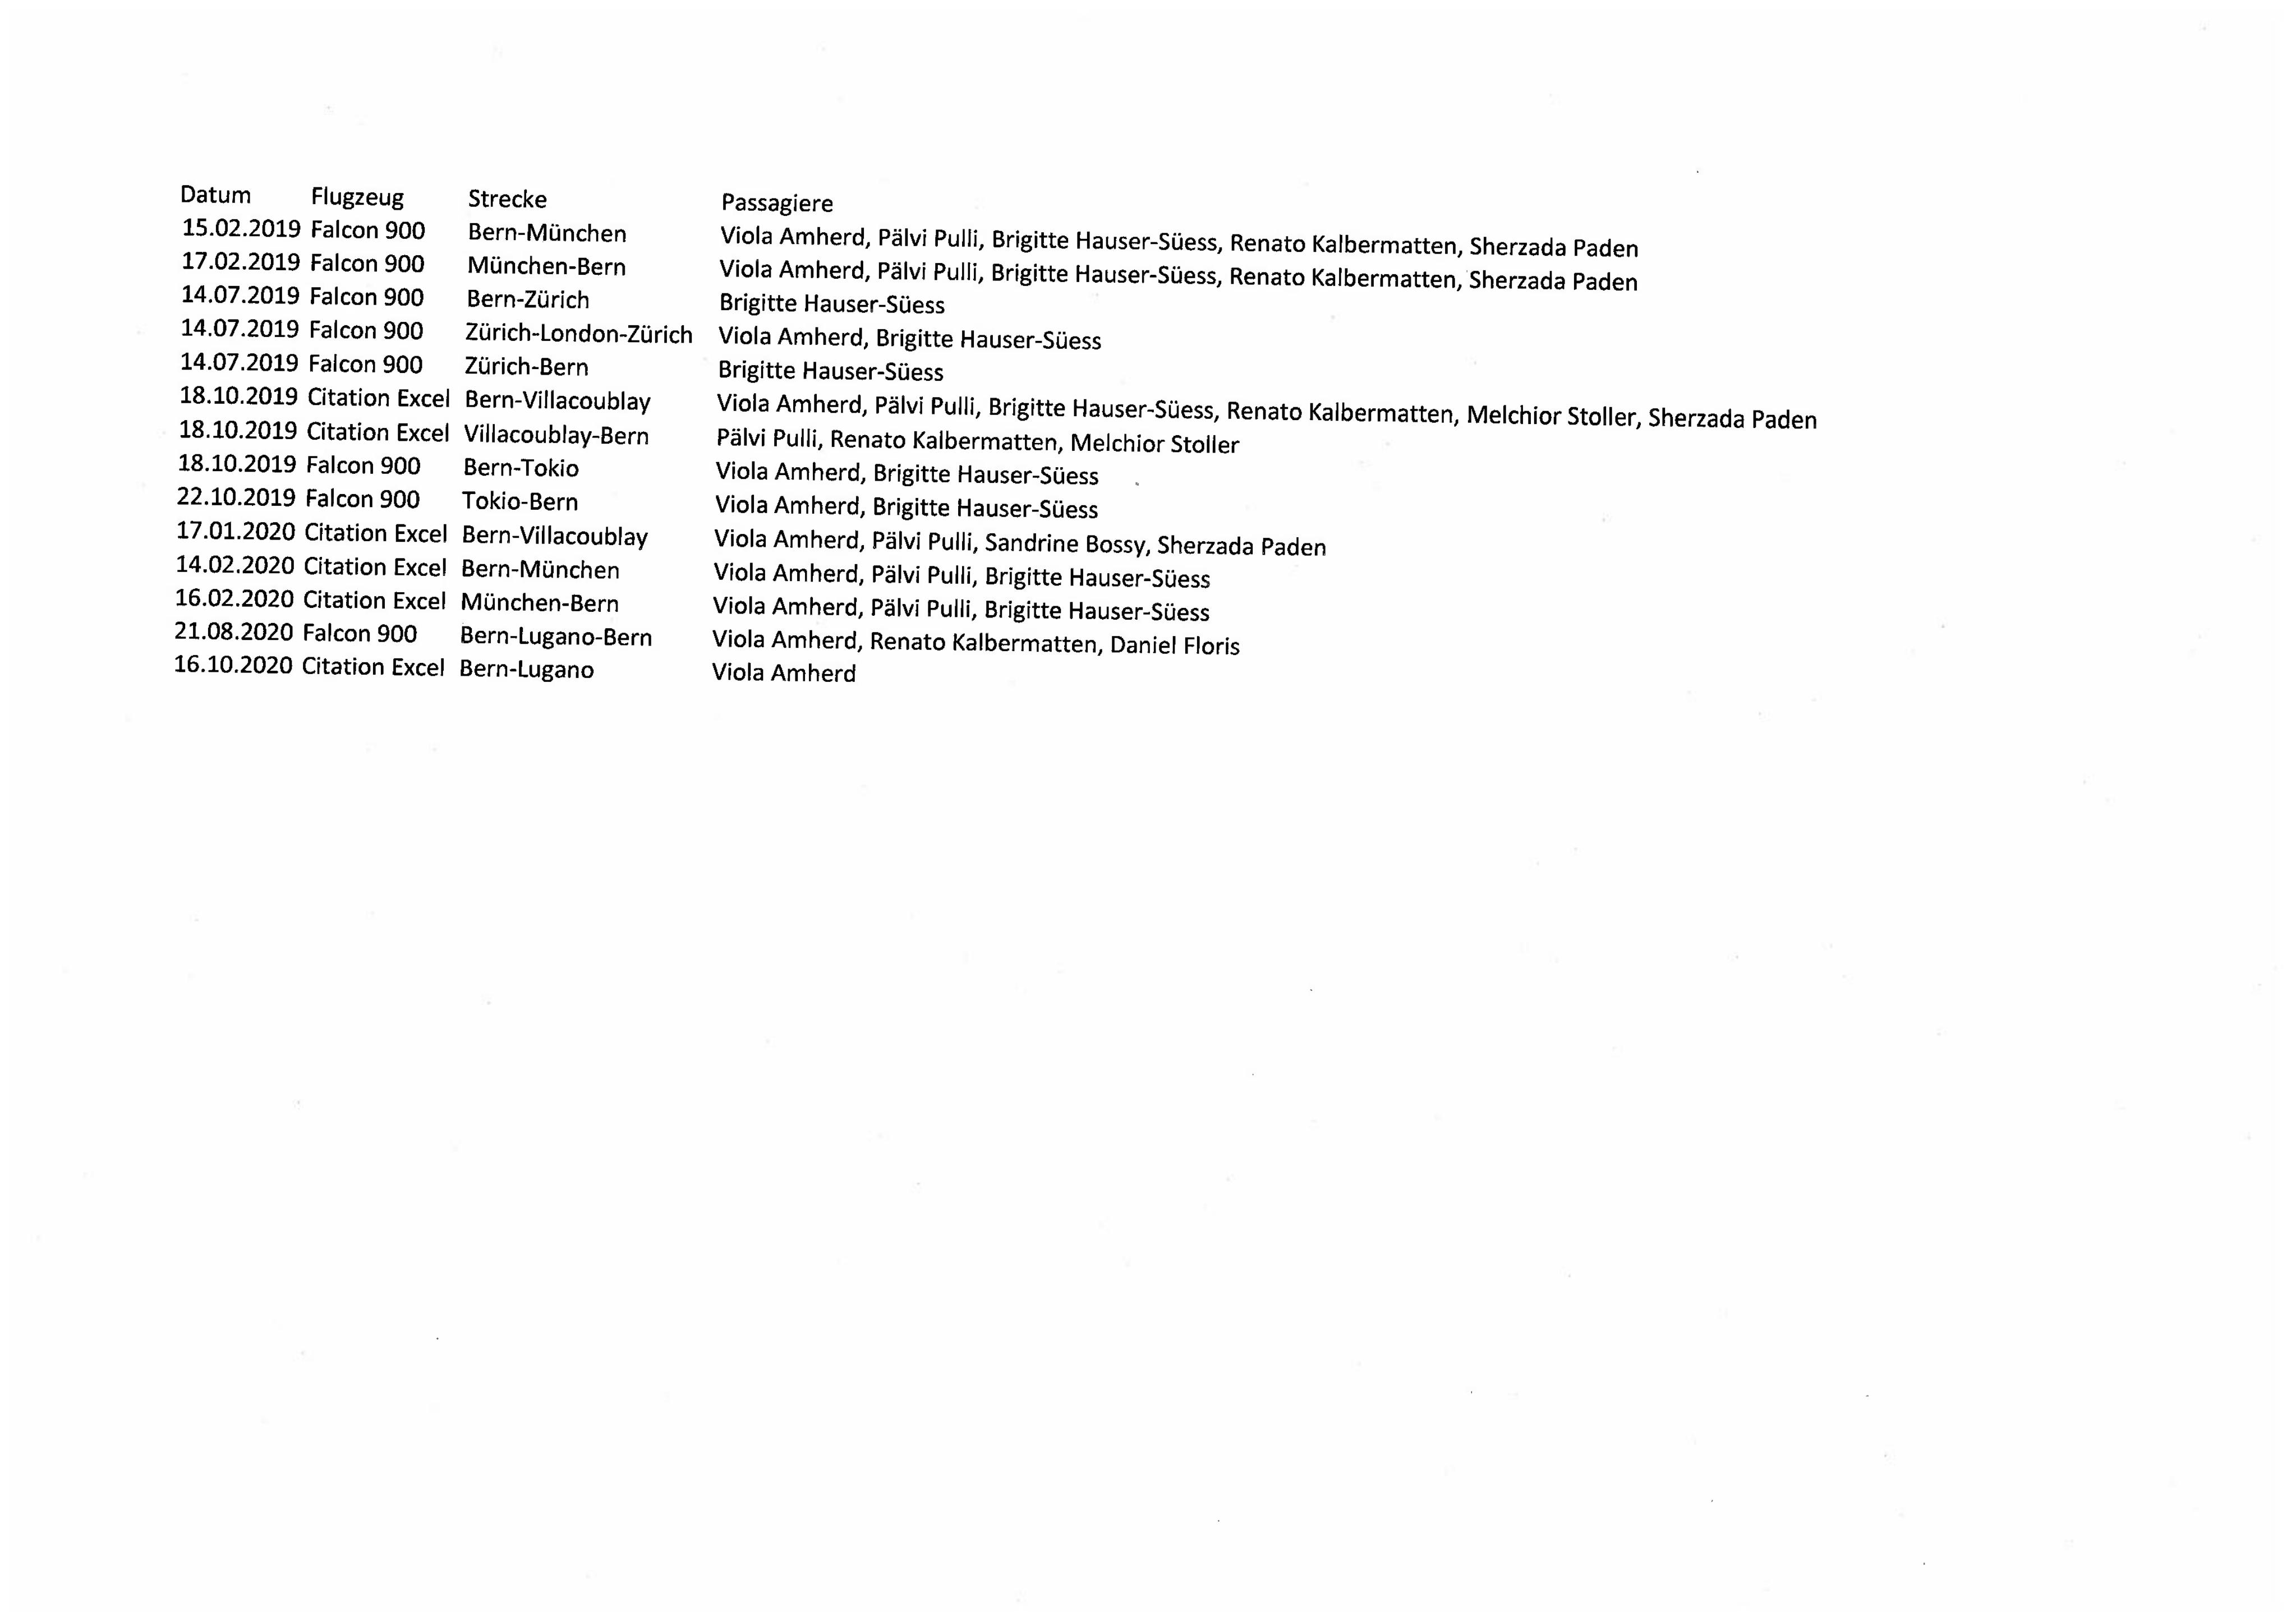 Datum Flugzeug Strecke Passagiere
15.02.2019 Falcon 900 Bern-München Viola Amherd, Pälvi Pulli, Brigitte Hauser-Süess, Renato Kalbermatten, Sherzada Paden
17.02.2019 Falcon 900 München-Bern Viola Amherd, Pälvi Pulli, Brigitte Hauser-Süess, Renato Kalbermatten, Sherzada Paden
14.07.2019 Falcon 900 Bern-Zürich Brigitte Hauser-Süess
14.07.2019 Falcon 900 Zürich-London-Zürich Viola Amherd, Brigitte Hauser-Süess
14.07.2019 Falcon 900 Zürich-Bern Brigitte Hauser-Süess
18.10.2019 Citation Excel Bern-Villacoublay Viola Amherd, Pälvi Pulli, Brigitte Hauser-Süess, Renato Kalbermatten, Melchior Stoller, Sherzada Paden
18.10.2019 Citation Excel Villacoublay-Bern Pälvi Pulli, Renato Kalbermatten, Melchior Stoller
18.10.2019 Falcon 900 Bern-Tokio Viola Amherd, Brigitte Hauser-Süess
22.10.2019 Falcon 900 Tokio-Bern Viola Amherd, Brigitte Hauser-Süess
17.01.2020 Citation Excel Bern-Villacoublay Viola Amherd, Pälvi Pulli, Sandrine Bossy, Sherzada Paden
14.02.2020 Citation Excel Bern-München Viola Amherd, Pälvi Pulli, Brigitte Hauser-Süess
16.02.2020 Citation Excel München-Bern Viola Amherd, Pälvi Pulli, Brigitte Hauser-Süess
21.08.2020 Falcon 900 Bern-Lugano-Bern Viola Amherd, Renato Kalbermatten, Daniel Floris
16.10.2020 Citation Excel Bern-Lugano Viola Amherd